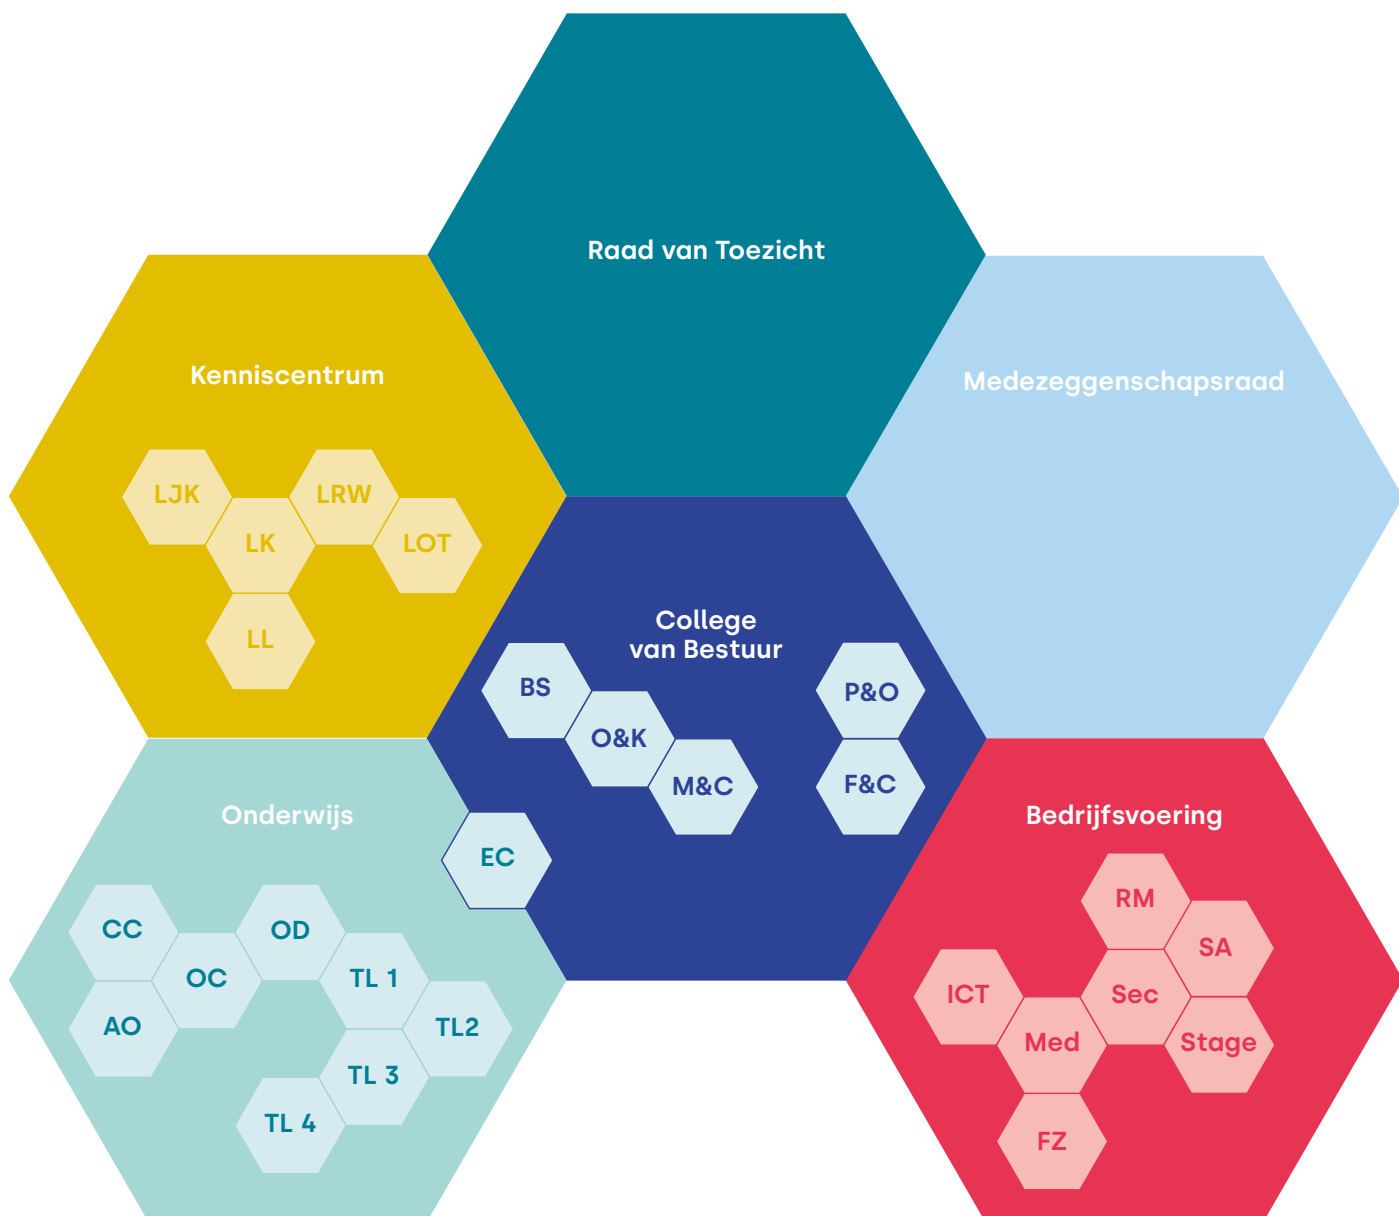 Raad van Toezicht
Kenniscentrum
LJK
LRW
LK
LOT
LL
Medezeggenschapsraad
College
van Bestuur
BS
O&K
M&C
P&O
F&C
EC
Onderwijs
CC
OD
OC
TL 1
AO
TL2
TL 3
TL 4
Bedrijfsvoering
RM
SA
ICT
Sec
Med
Stage
FZ